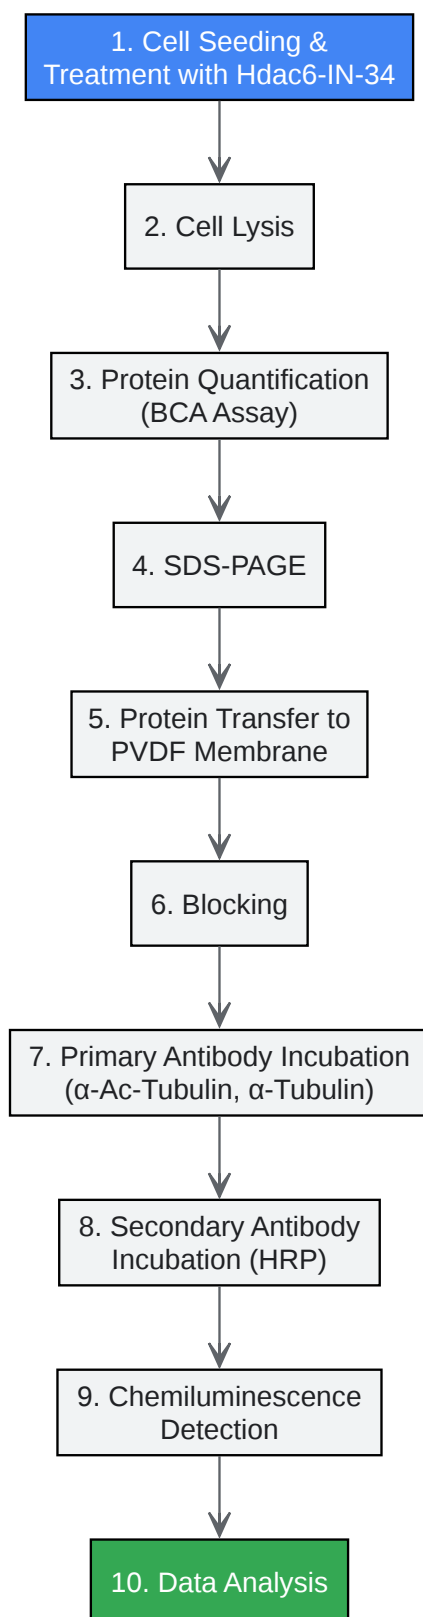 1. Cell Seeding &
Treatment with Hdac6-IN-34
2. Cell Lysis
3. Protein Quantification
(BCA Assay)
4. SDS-PAGE
5. Protein Transfer to
PVDF Membrane
6. Blocking
7. Primary Antibody Incubation
(α-Ac-Tubulin, α-Tubulin)
8. Secondary Antibody
Incubation (HRP)
9. Chemiluminescence
Detection
10. Data Analysis